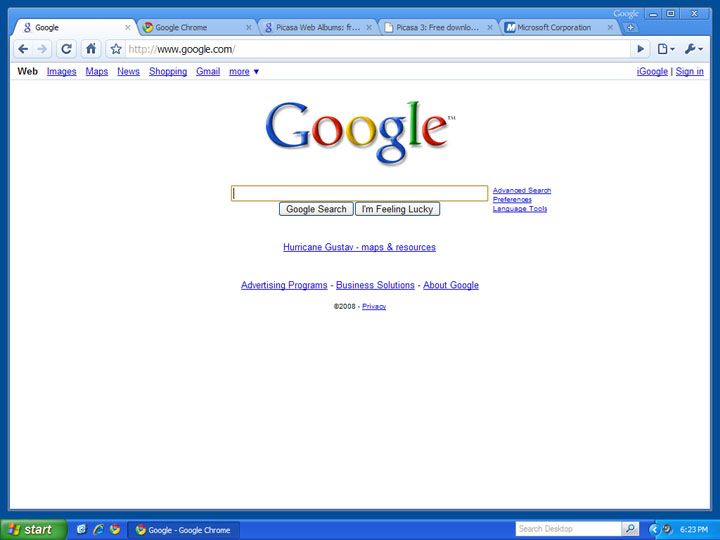 Google
Google Google Chrome Picasa Web Albums: fr... Picasa 3: Free downlo... Microsoft Corporation
http://www.google.com/
Web Images Maps News Shopping Gmail more ▼ iGoogle | Sign in
Google™
Advanced Search
Preferences
Language Tools
Google Search I'm Feeling Lucky
Hurricane Gustav - maps & resources
Advertising Programs - Business Solutions - About Google
©2008 - Privacy
start Google - Google Chrome Search Desktop 6:23 PM